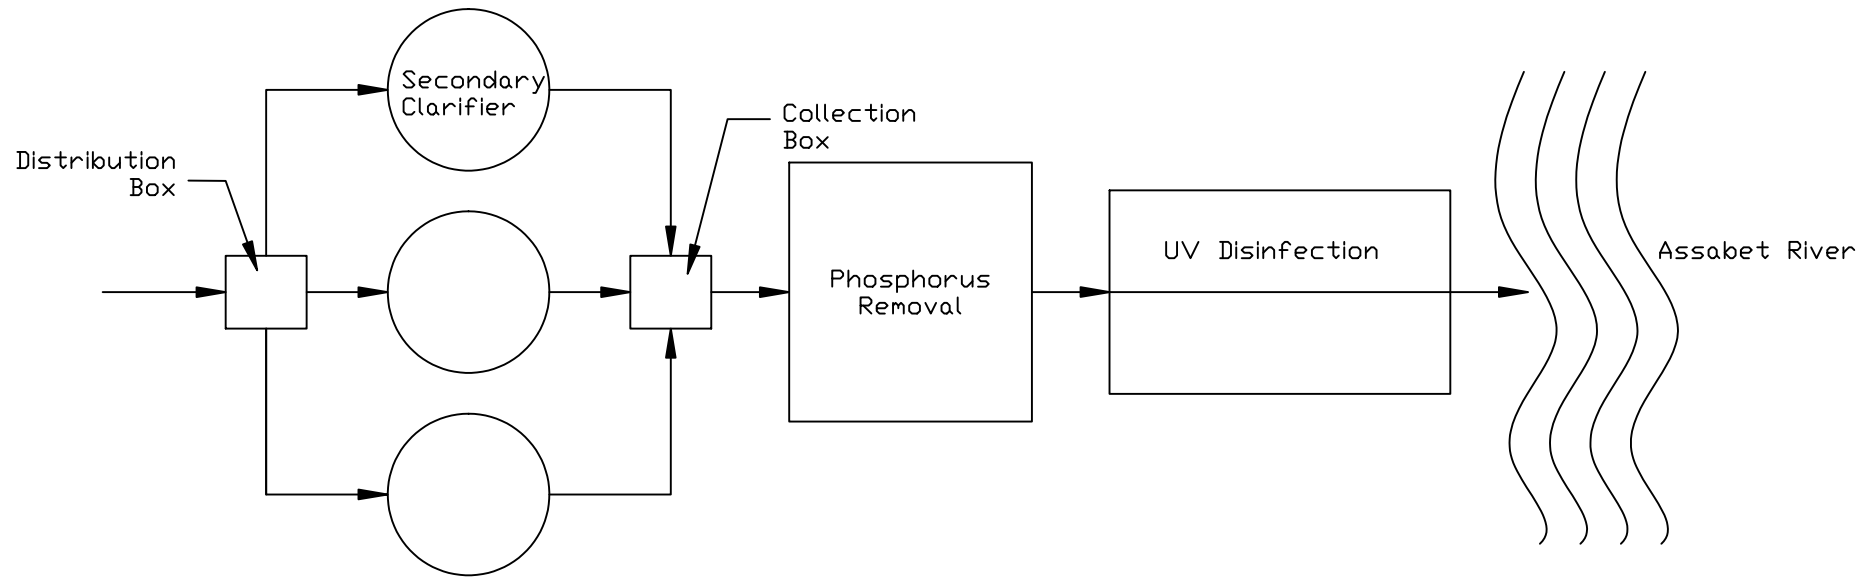 Secondary
Clarifier
Distribution
Box
Collection
Box
Phosphorus
Removal
UV Disinfection
Assabet River